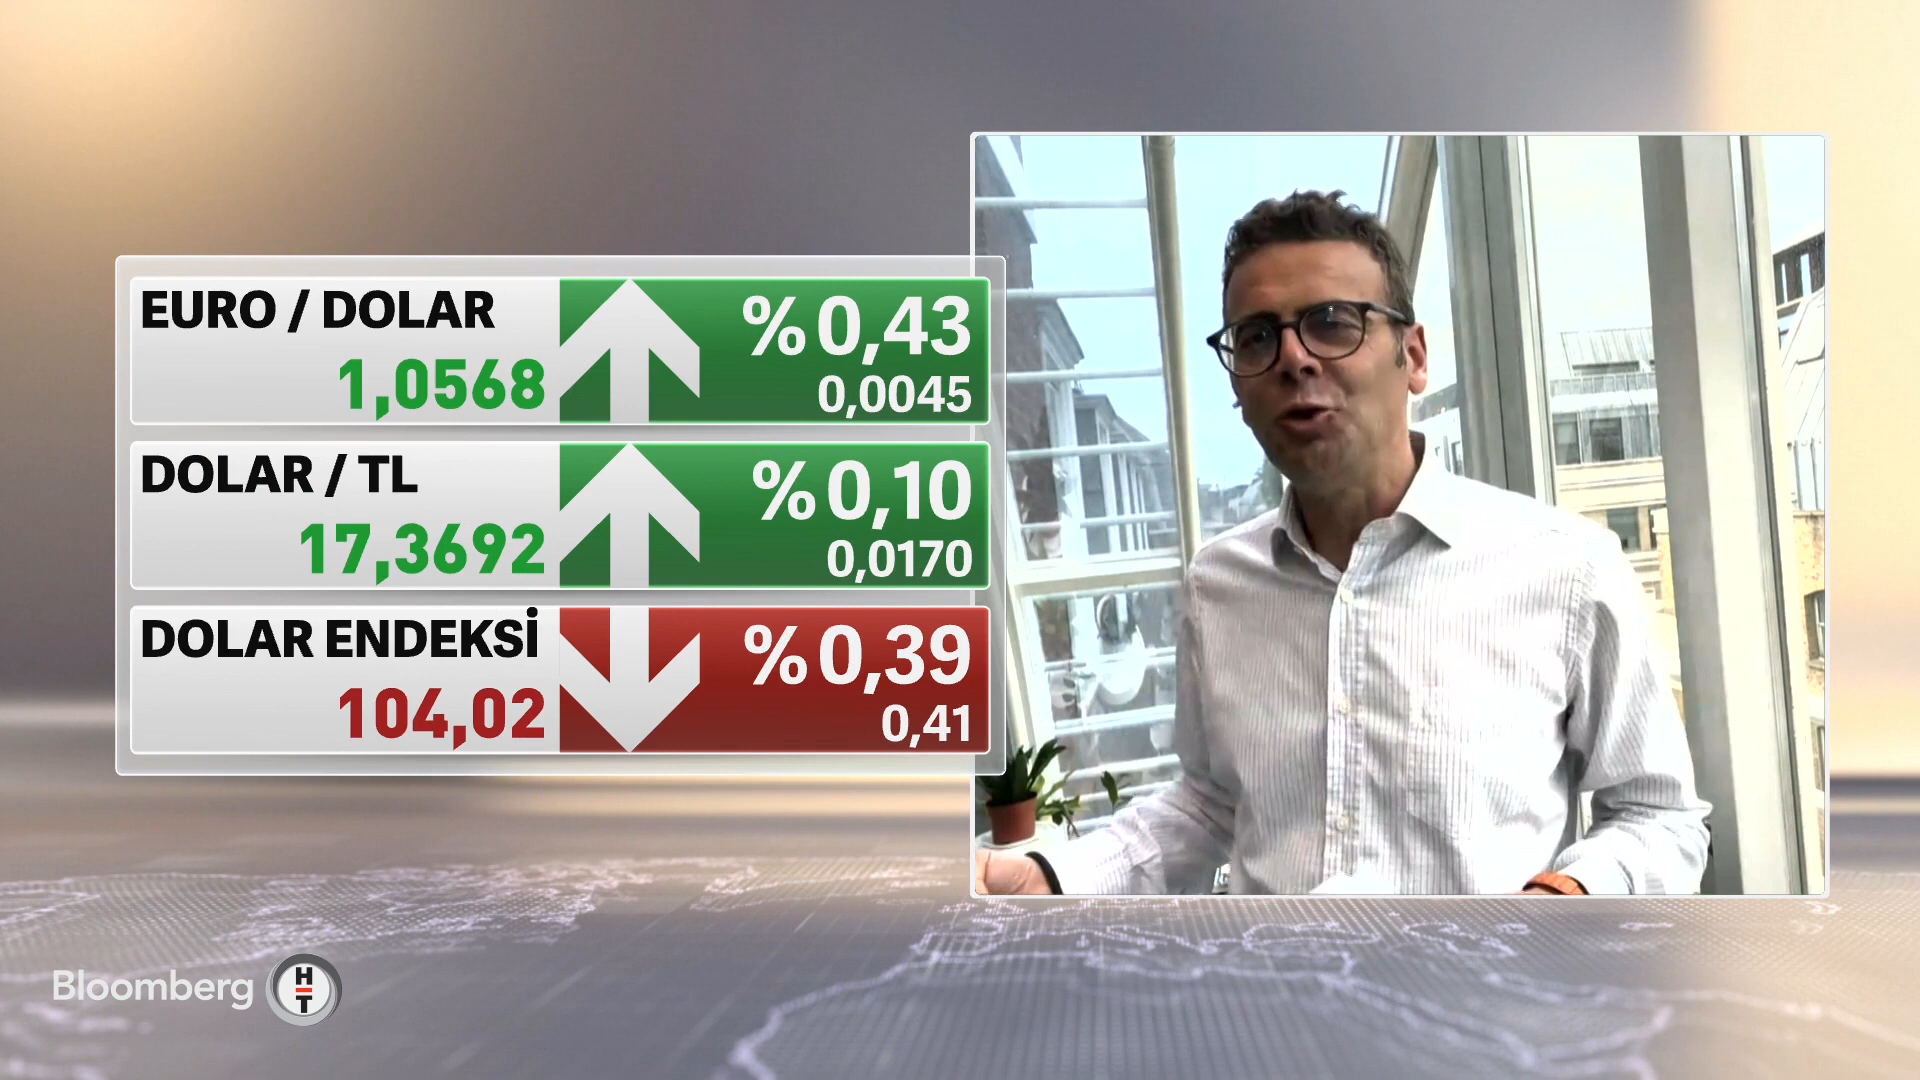 EURO / DOLAR
1,0568
%0,43
0,0045
DOLAR / TL
17,3692
%0,10
0,0170
DOLAR ENDEKSİ
104,02
%0,39
0,41
Bloomberg HT